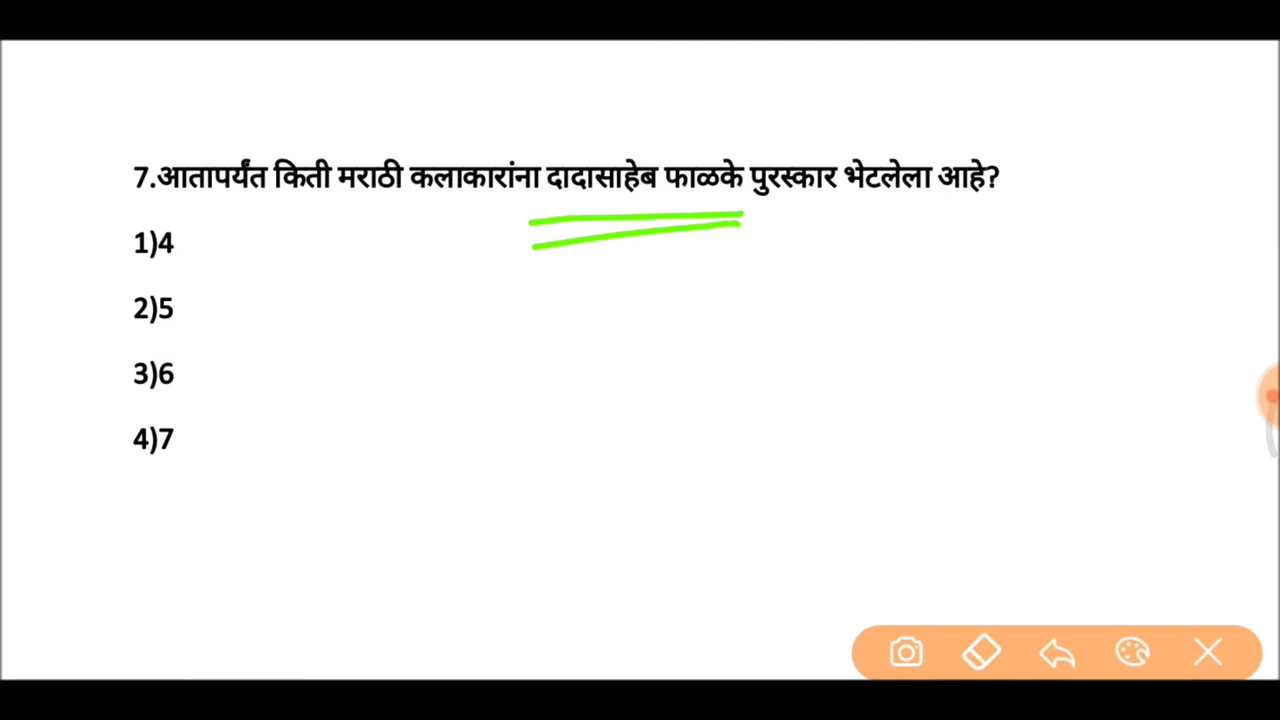 7.आतापर्यंत किती मराठी कलाकारांना दादासाहेब फाळके पुरस्कार भेटलेला आहे?
1)4
2)5
3)6
4)7